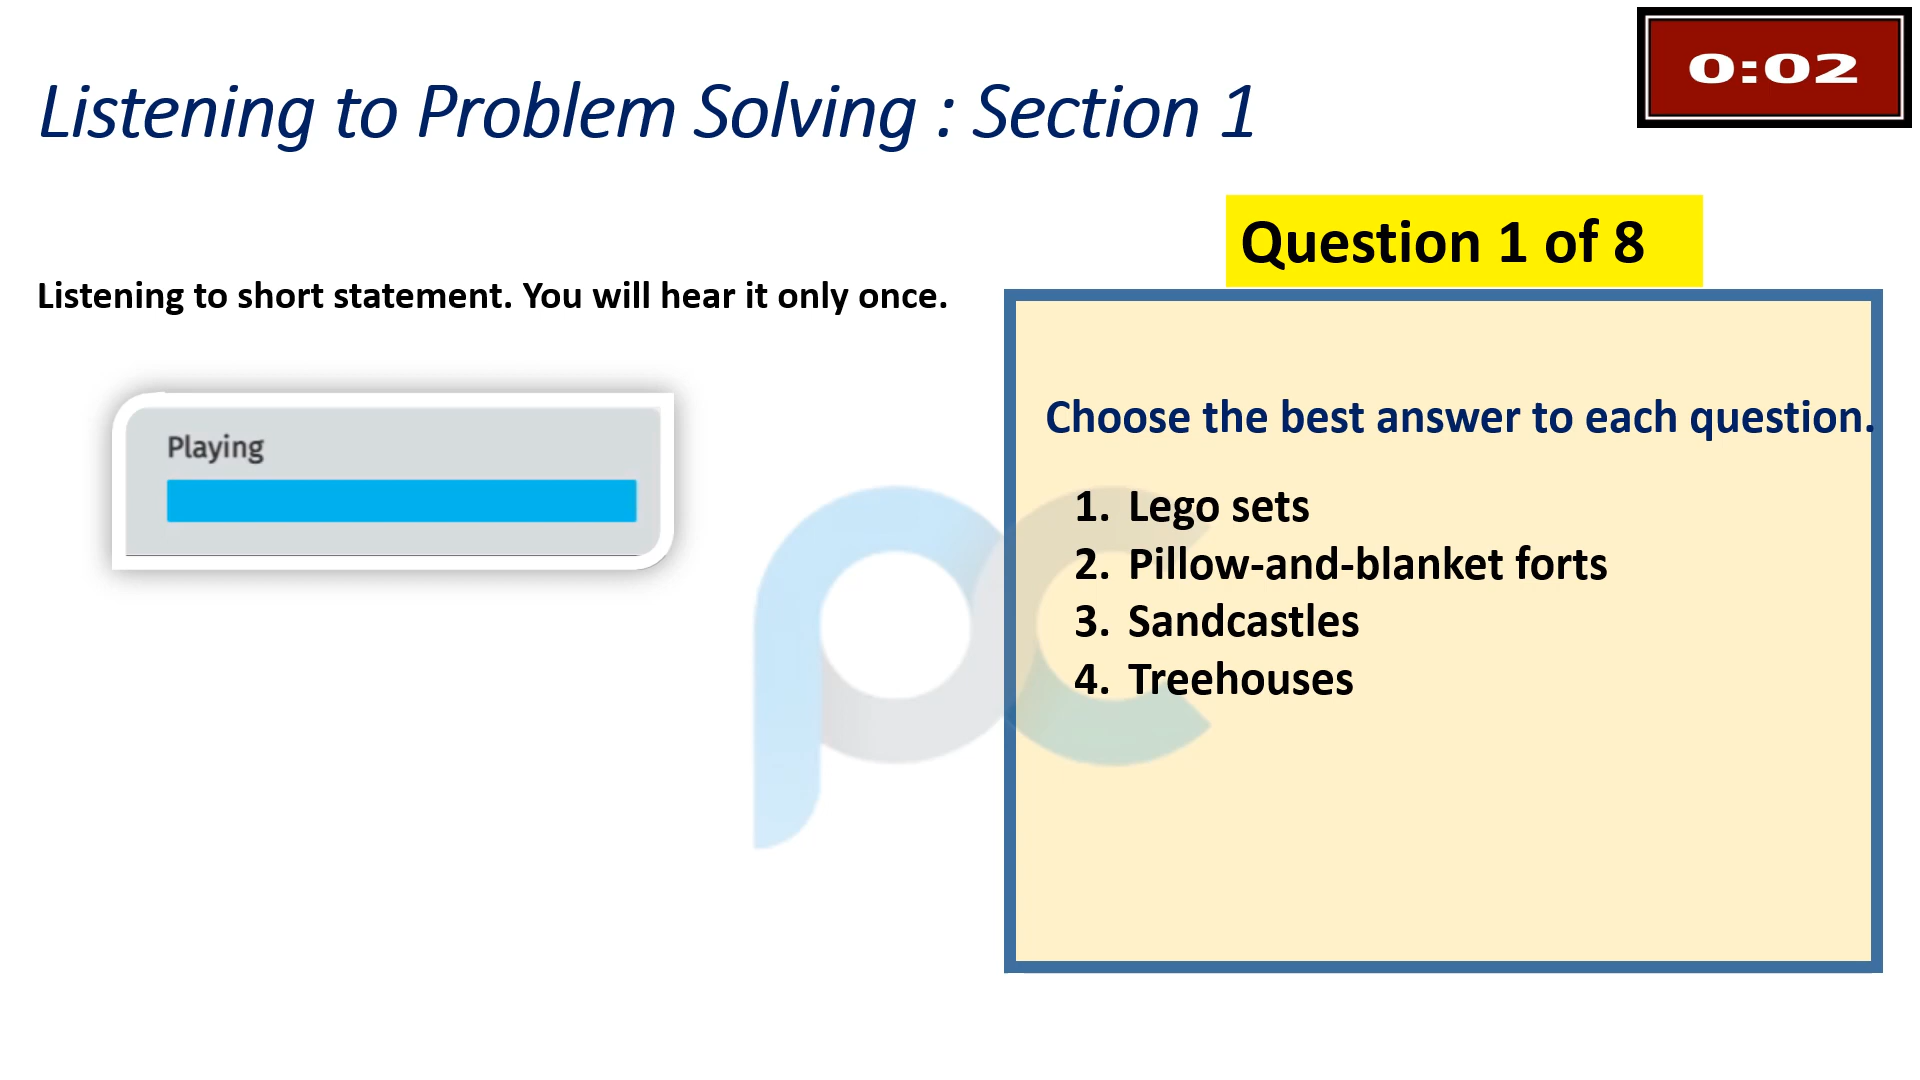 0:02
Listening to Problem Solving : Section 1
Question 1 of 8
Listening to short statement. You will hear it only once.
Playing
Choose the best answer to each question.
1. Lego sets
2. Pillow-and-blanket forts
3. Sandcastles
4. Treehouses
pc